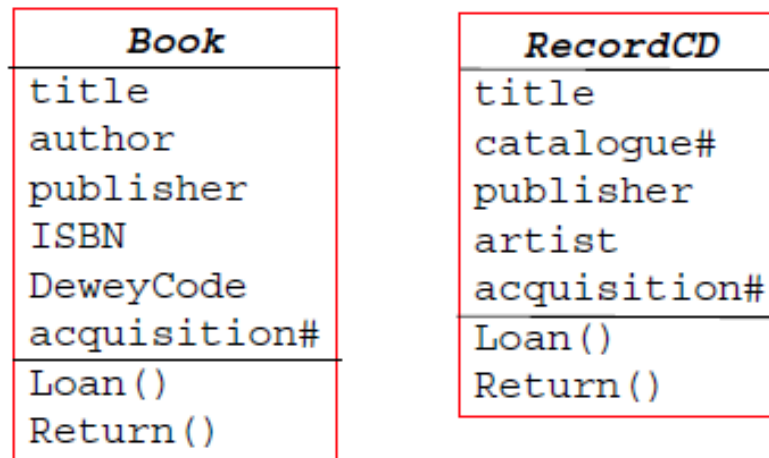 Book
title
author
publisher
ISBN
DeweyCode
acquisition#
Loan()
Return()
RecordCD
title
catalogue#
publisher
artist
acquisition#
Loan()
Return()